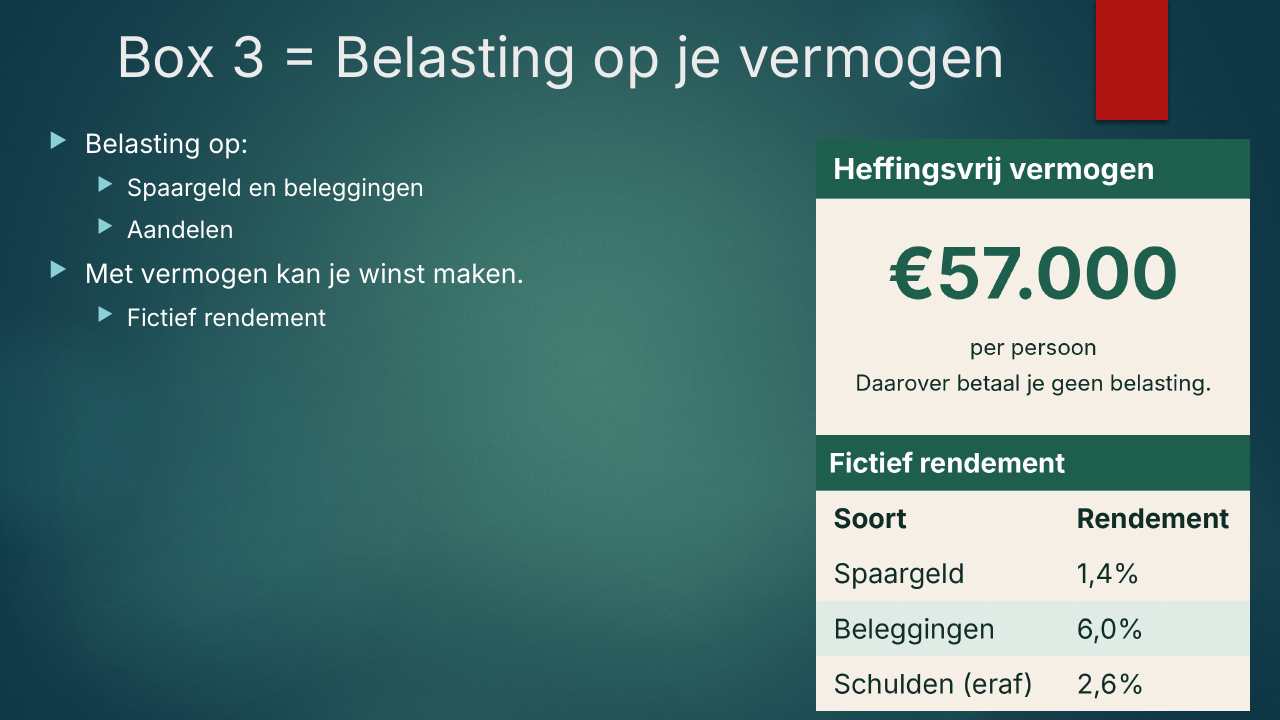 Box 3 = Belasting op je vermogen
Belasting op:
Spaargeld en beleggingen
Aandelen
Met vermogen kan je winst maken.
Fictief rendement
Heffingsvrij vermogen
€57.000
per persoon
Daarover betaal je geen belasting.
Fictief rendement
Soort Rendement
Spaargeld 1,4%
Beleggingen 6,0%
Schulden (eraf) 2,6%